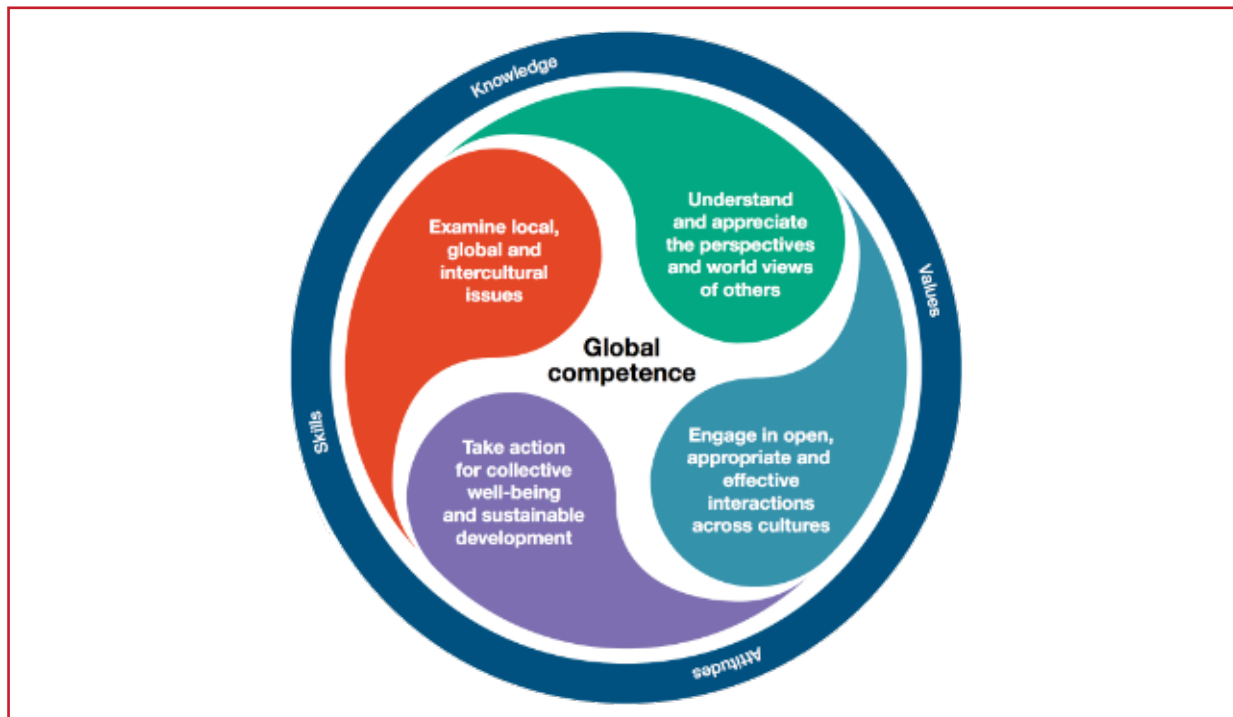 Knowledge
Understand
and appreciate
the perspectives
and world views
of others
Examine local,
global and
intercultural
issues
Values
Global
competence
Skills
Take action
for collective
well-being
and sustainable
development
Engage in open,
appropriate and
effective
interactions
across cultures
Attitudes